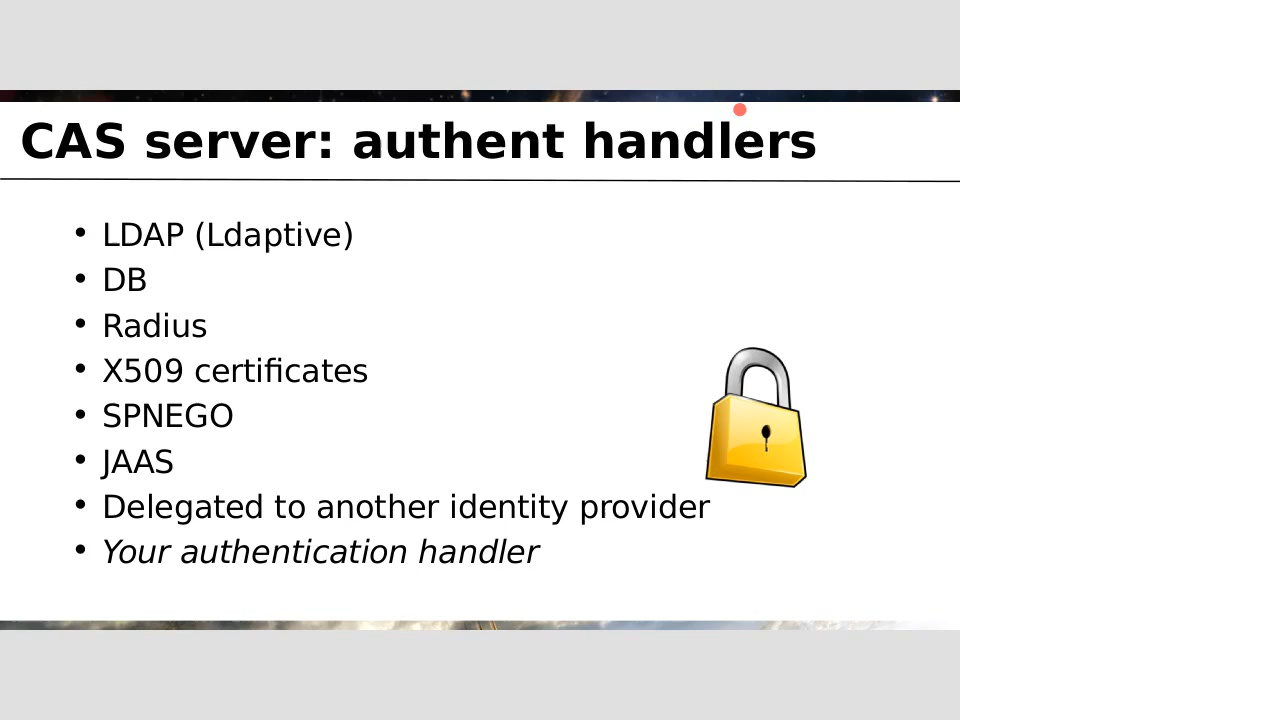 CAS server: authent handlers
• LDAP (Ldaptive)
• DB
• Radius
• X509 certificates
• SPNEGO
• JAAS
• Delegated to another identity provider
• Your authentication handler